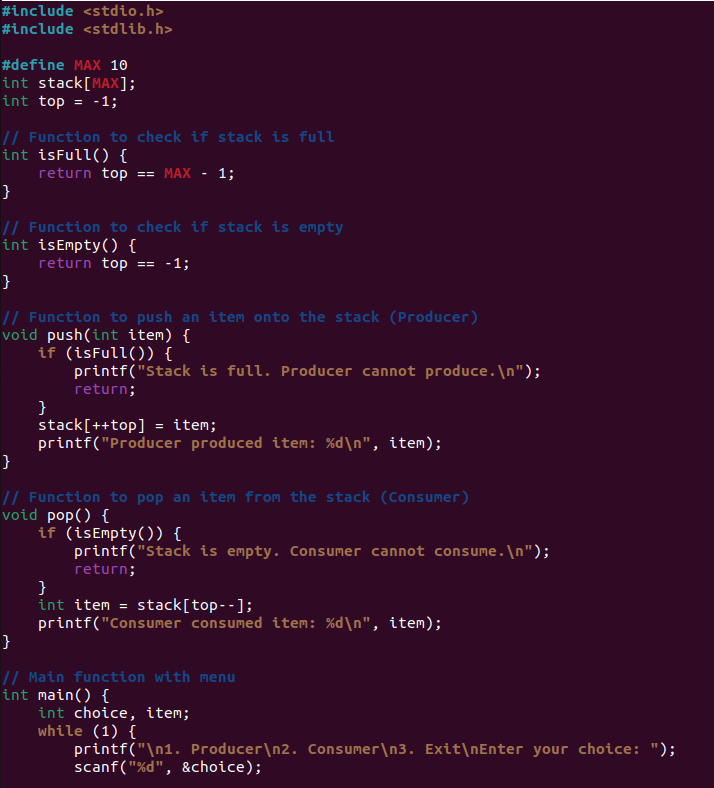 #include <stdio.h>
#include <stdlib.h>

#define MAX 10
int stack[MAX];
int top = -1;

// Function to check if stack is full
int isFull() {
    return top == MAX - 1;
}

// Function to check if stack is empty
int isEmpty() {
    return top == -1;
}

// Function to push an item onto the stack (Producer)
void push(int item) {
    if (isFull()) {
        printf("Stack is full. Producer cannot produce.\n");
        return;
    }
    stack[++top] = item;
    printf("Producer produced item: %d\n", item);
}

// Function to pop an item from the stack (Consumer)
void pop() {
    if (isEmpty()) {
        printf("Stack is empty. Consumer cannot consume.\n");
        return;
    }
    int item = stack[top--];
    printf("Consumer consumed item: %d\n", item);
}

// Main function with menu
int main() {
    int choice, item;
    while (1) {
        printf("\n1. Producer\n2. Consumer\n3. Exit\nEnter your choice: ");
        scanf("%d", &choice);